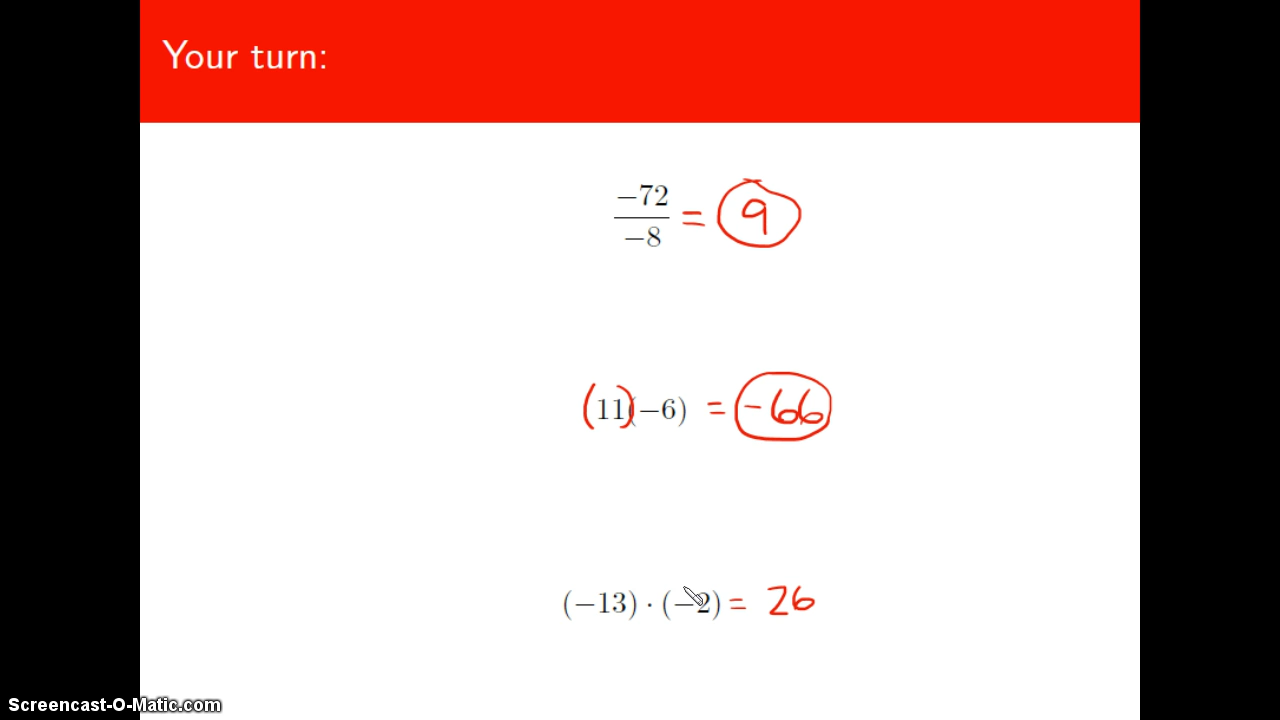 Your turn:
−72
−8
= 9
(11)(−6) = −66
(−13) · (−2) = 26
Screencast-O-Matic.com